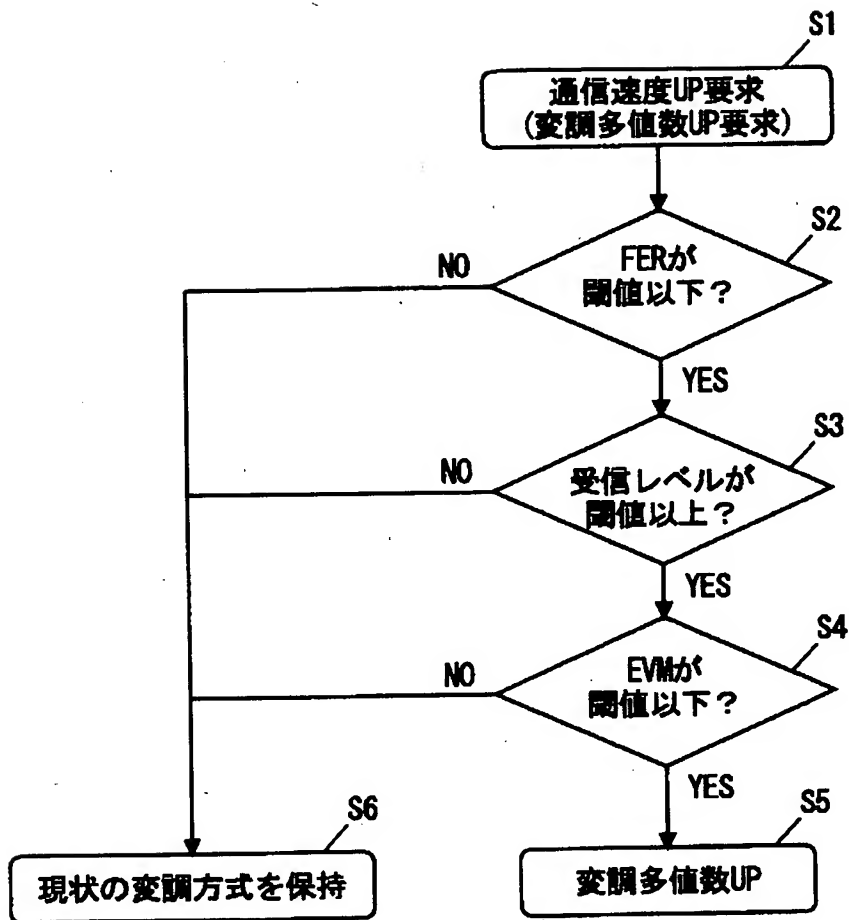 S1
通信速度UP要求
(変調多値数UP要求)
S2
FERが
閾値以下？
NO
YES
S3
受信レベルが
閾値以上？
NO
YES
S4
EVMが
閾値以下？
NO
YES
S6
現状の変調方式を保持
S5
変調多値数UP